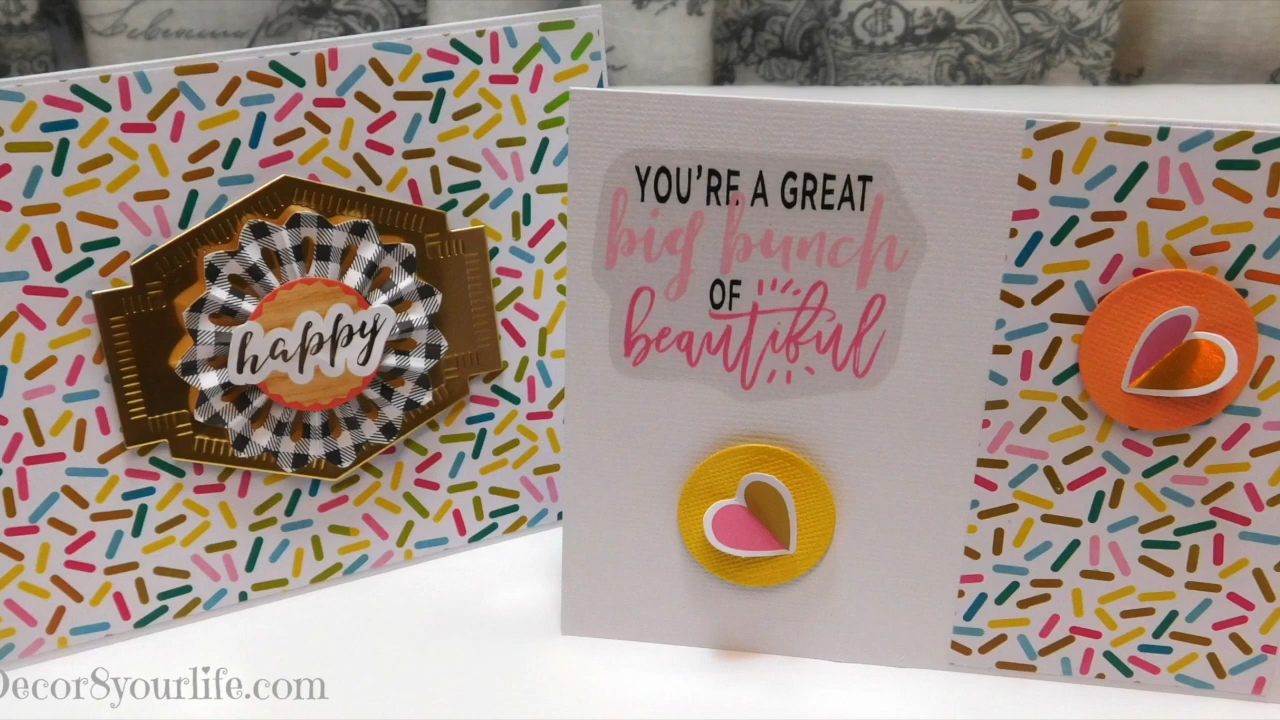 happy
YOU'RE A GREAT
big bunch
OF
beautiful
Decor8yourlife.com